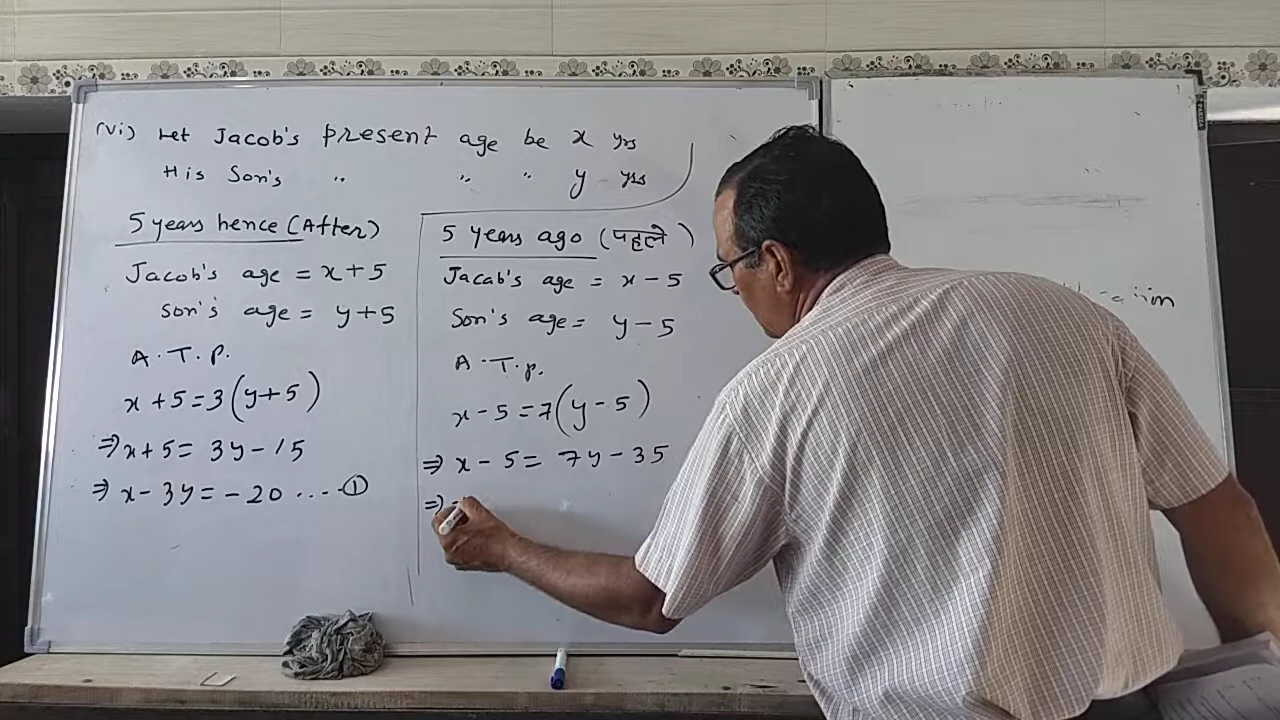 (vi) Let Jacob's present age be x yrs
His Son's " " " y yrs
5 years hence (After)
Jacob's age = x+5
Son's age = y+5
A.T.P.
x+5=3(y+5)
⇒x+5= 3y-15
⇒ x-3y=-20 ....①
5 years ago (पहले)
Jacab's age = x-5
Son's age= y-5
A.T.P.
x-5=7(y-5)
⇒ x-5= 7y-35
⇒